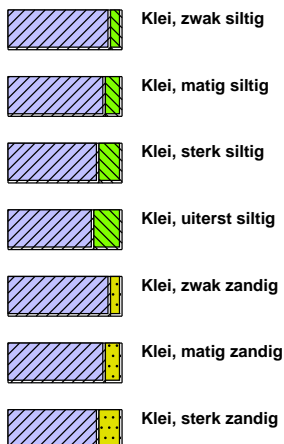 Klei, zwak siltig
Klei, matig siltig
Klei, sterk siltig
Klei, uiterst siltig
Klei, zwak zandig
Klei, matig zandig
Klei, sterk zandig